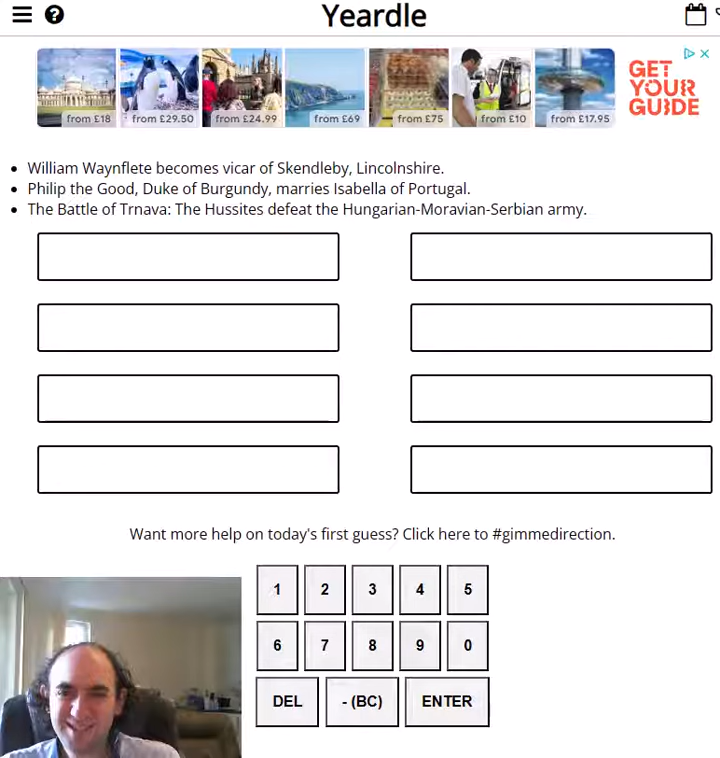 ?
Yeardle
from £18
from £29.50
from £24.99
from £69
from £75
from £10
from £17.95
GET
YOUR
GUIDE
• William Waynflete becomes vicar of Skendleby, Lincolnshire.
• Philip the Good, Duke of Burgundy, marries Isabella of Portugal.
• The Battle of Trnava: The Hussites defeat the Hungarian-Moravian-Serbian army.
Want more help on today's first guess? Click here to #gimmedirection.
1 2 3 4 5
6 7 8 9 0
DEL - (BC) ENTER